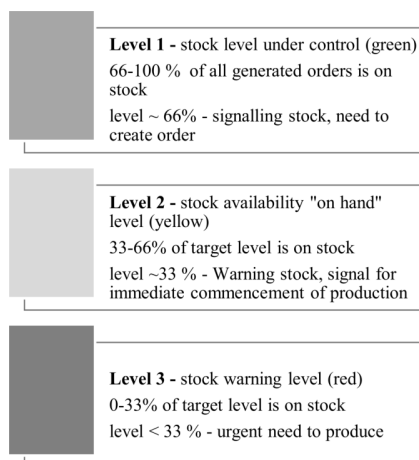 Level 1 - stock level under control (green)
66-100 % of all generated orders is on
stock
level ~ 66% - signalling stock, need to
create order
Level 2 - stock availability "on hand"
level (yellow)
33-66% of target level is on stock
level ~33 % - Warning stock, signal for
immediate commencement of production
Level 3 - stock warning level (red)
0-33% of target level is on stock
level < 33 % - urgent need to produce